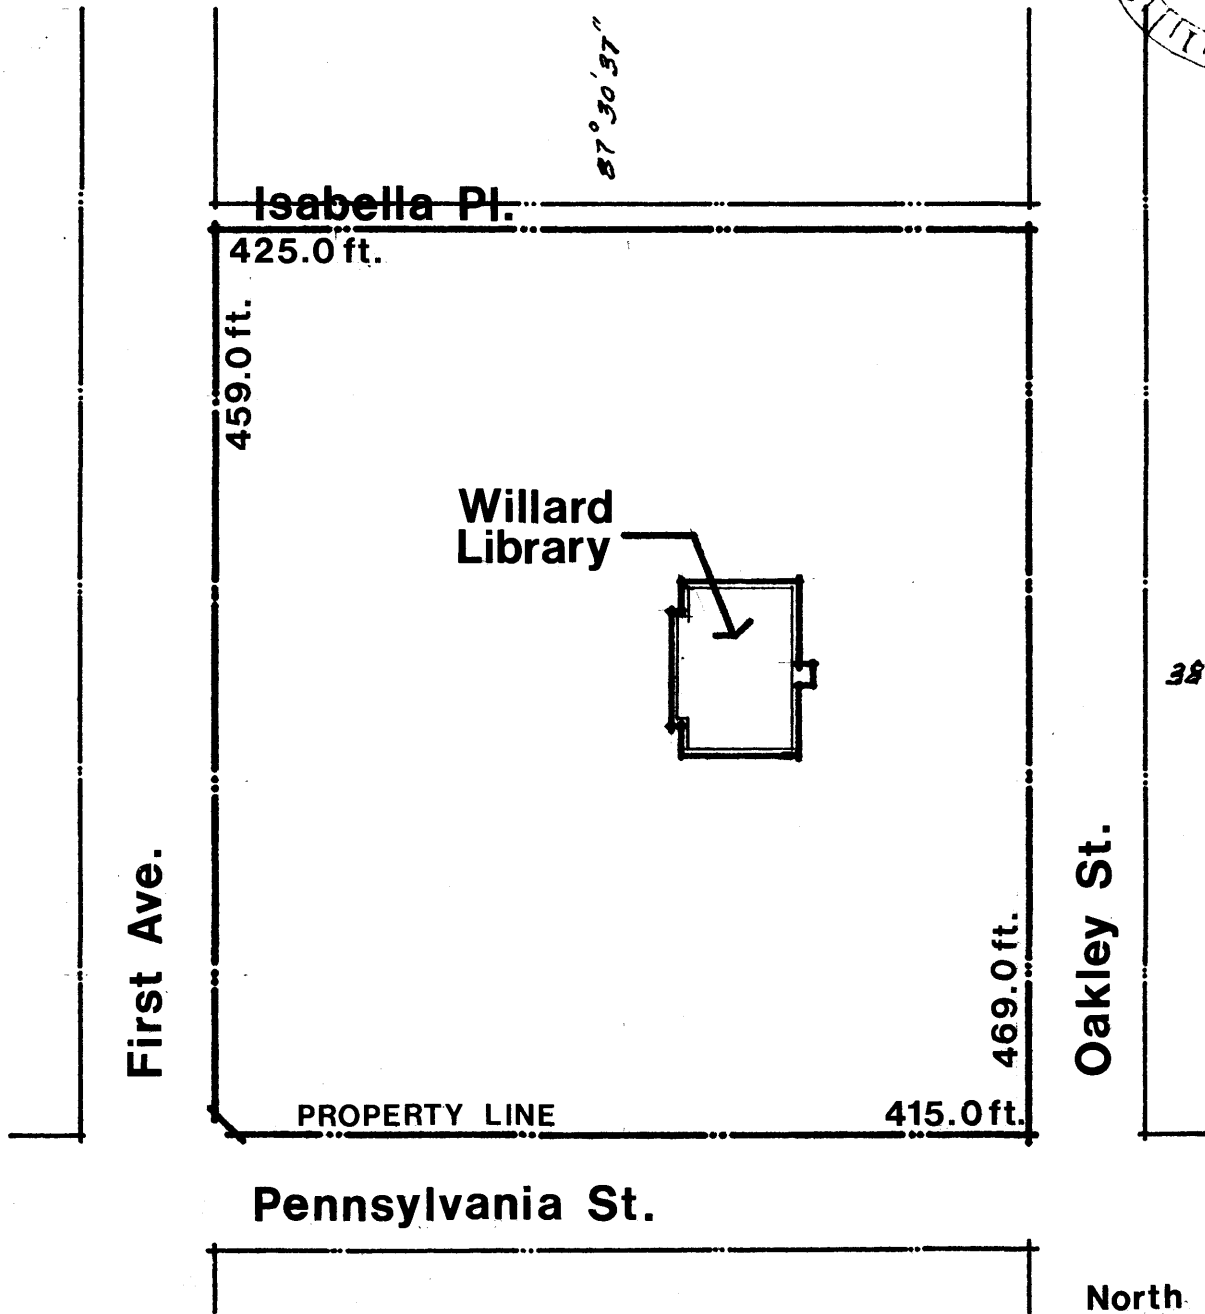 87°30'37"
Isabella Pl.
425.0 ft.
459.0 ft.
Willard
Library
First Ave.
Oakley St.
469.0 ft.
PROPERTY LINE
415.0 ft.
Pennsylvania St.
North